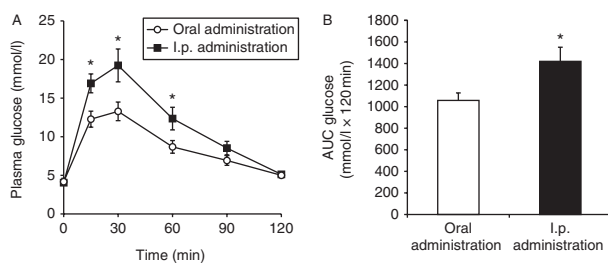 A
Oral administration
I.p. administration
Plasma glucose (mmol/l)
25
20
15
10
5
0
* * *
0 30 60 90 120
Time (min)
B
AUC glucose
(mmol/l × 120 min)
1800
1600
1400
1200
1000
800
600
400
200
0
*
Oral
administration
I.p.
administration